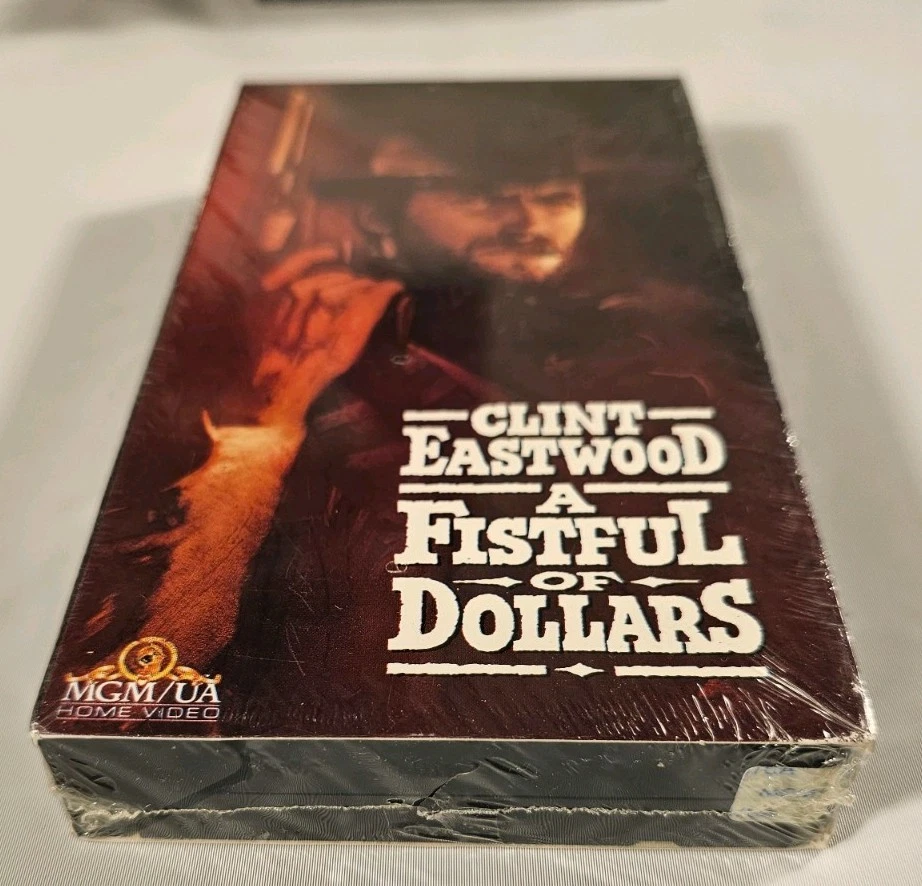 CLINT
EASTWOOD
A
FISTFUL
OF
DOLLARS
MGM/UA
HOME VIDEO